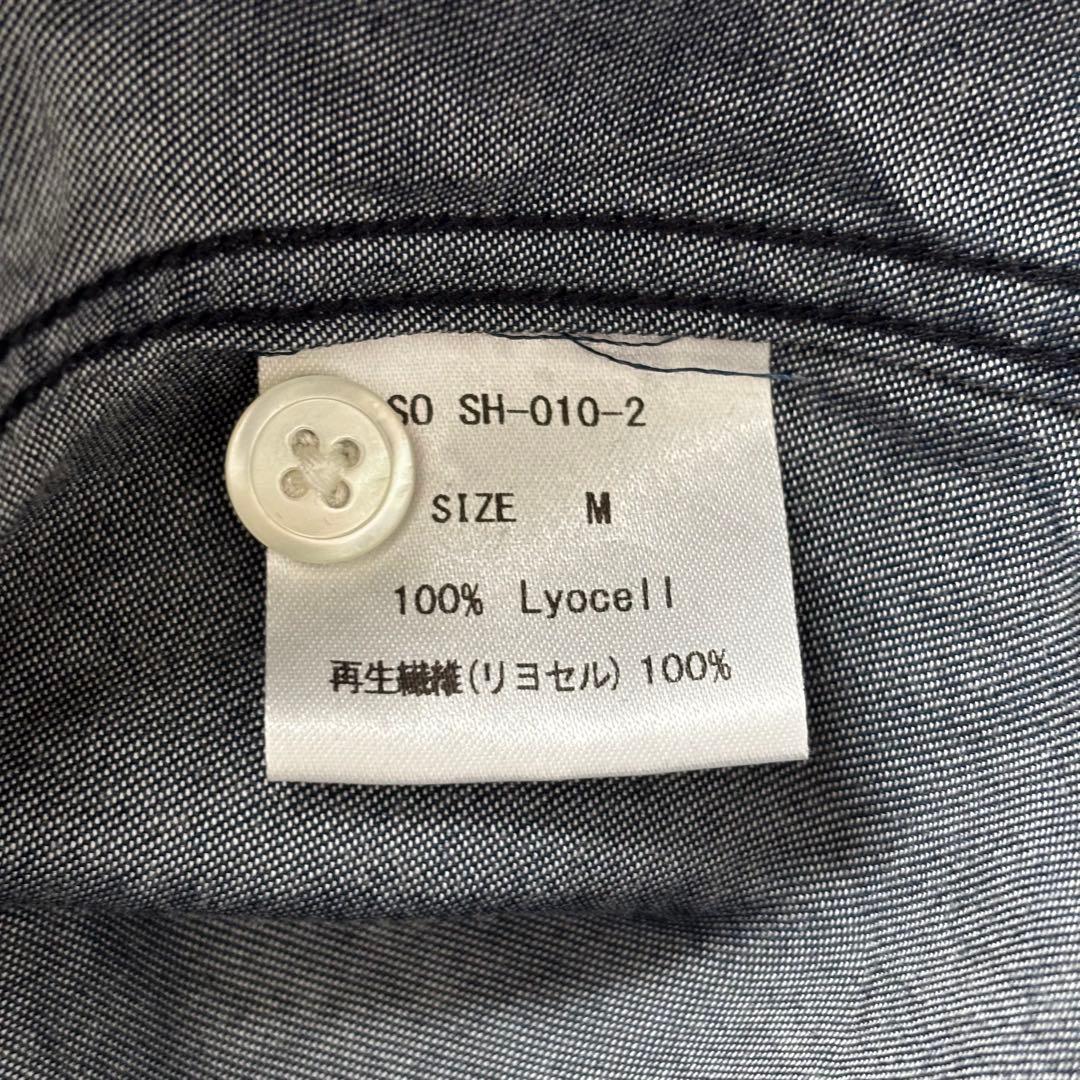 SO SH-010-2
SIZE M
100% Lyocell
再生繊維(リヨセル) 100%